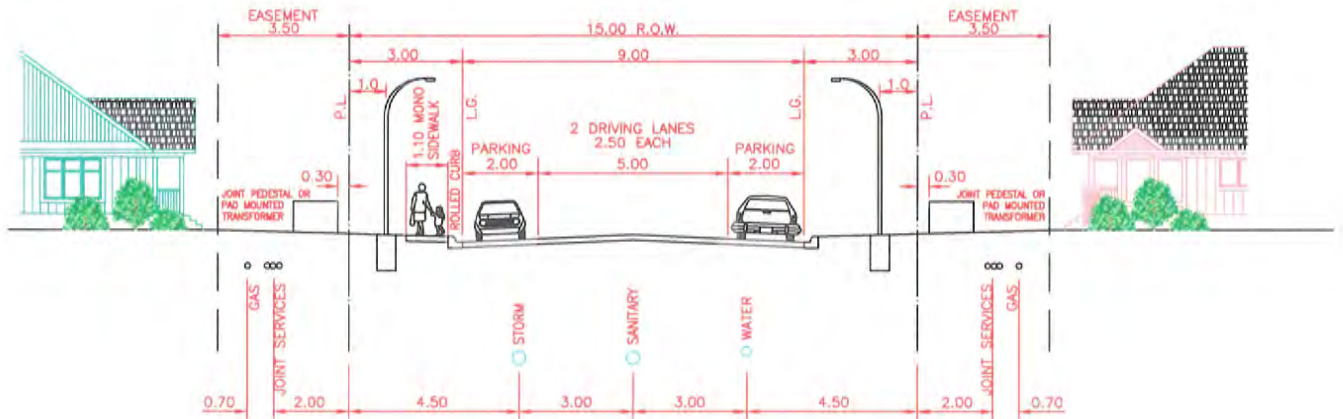 EASEMENT
3.50
15.00 R.O.W.
EASEMENT
3.50
3.00
9.00
3.00
1.0
1.0
P.L.
1.10 MONO
SIDEWALK
ROLLED CURB
L.G.
2 DRIVING LANES
2.50 EACH
L.G.
P.L.
PARKING
2.00
5.00
PARKING
2.00
0.30
JOINT PEDESTAL OR
PAD MOUNTED
TRANSFORMER
0.30
JOINT PEDESTAL OR
PAD MOUNTED
TRANSFORMER
GAS
JOINT SERVICES
STORM
SANITARY
WATER
JOINT SERVICES
GAS
0.70
2.00
4.50
3.00
3.00
4.50
2.00
0.70